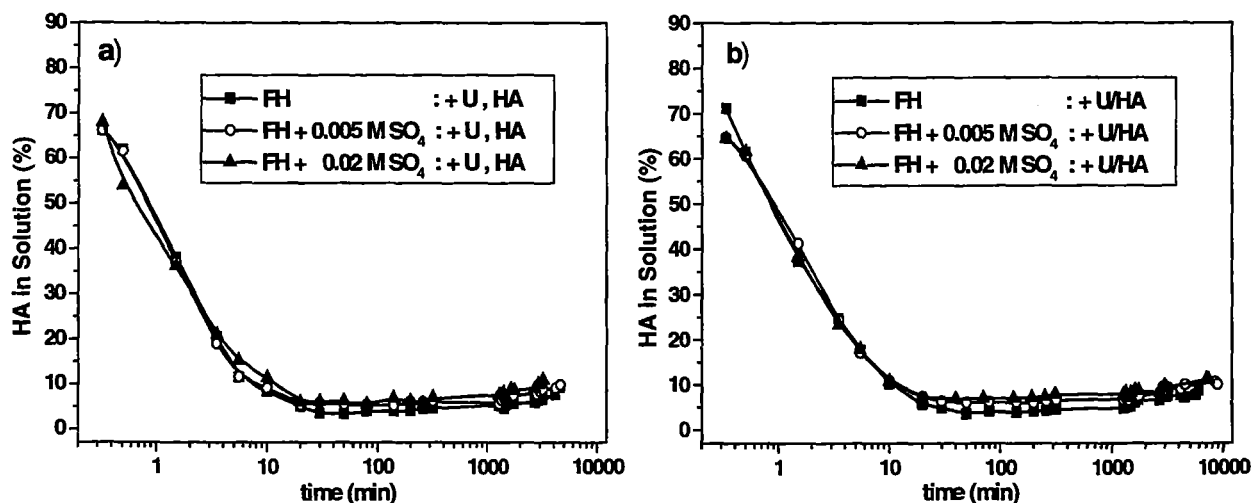 a)
FH : + U , HA
FH + 0.005 M SO₄ : + U , HA
FH + 0.02 M SO₄ : + U , HA
HA in Solution (%)
90
80
70
60
50
40
30
20
10
0
1 10 100 1000 10000
time (min)
b)
FH : + U/HA
FH + 0.005 M SO₄ : + U/HA
FH + 0.02 M SO₄ : + U/HA
HA in Solution (%)
90
80
70
60
50
40
30
20
10
0
1 10 100 1000 10000
time (min)